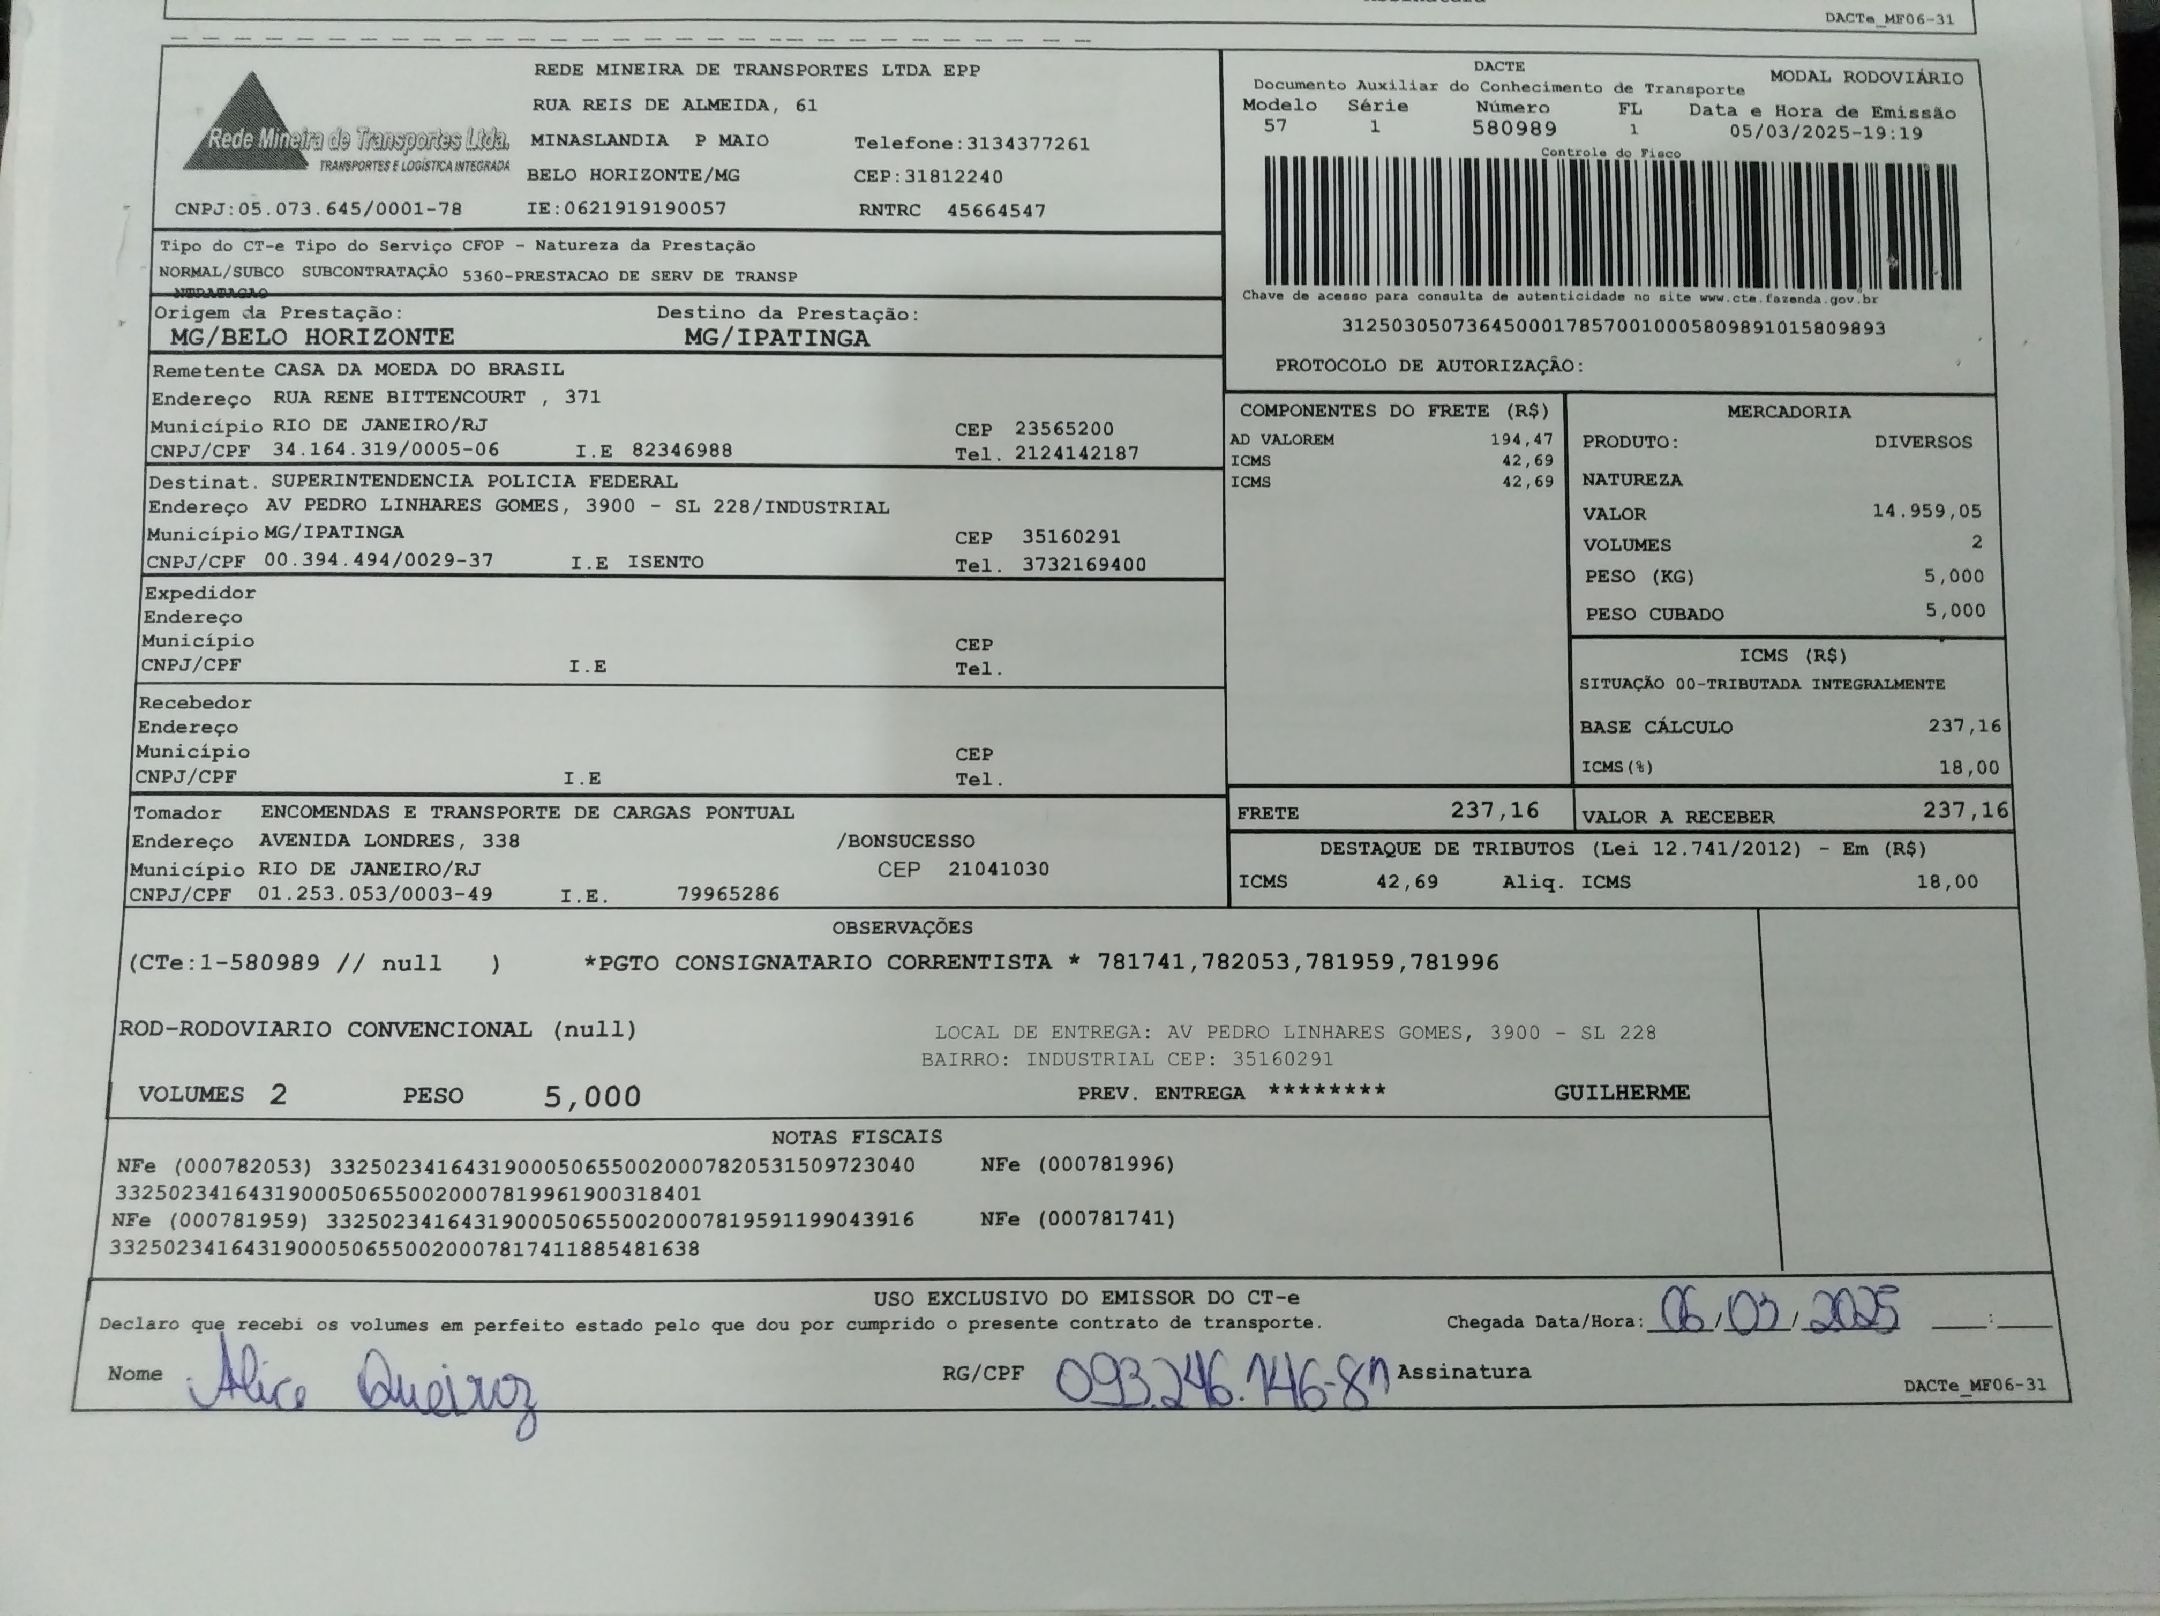 DACTe_MF06-31
Rede Mineira de Transportes Ltda.
TRANSPORTES E LOGÍSTICA INTEGRADA
REDE MINEIRA DE TRANSPORTES LTDA EPP
RUA REIS DE ALMEIDA, 61
MINASLANDIA P MAIO Telefone:3134377261
BELO HORIZONTE/MG CEP:31812240
CNPJ:05.073.645/0001-78 IE:0621919190057 RNTRC 45664547
DACTE
Documento Auxiliar do Conhecimento de Transporte MODAL RODOVIÁRIO
Modelo Série Número FL Data e Hora de Emissão
57 1 580989 1 05/03/2025-19:19
Controle do Fisco
Chave de acesso para consulta de autenticidade no site www.cte.fazenda.gov.br
31250305073645000178570010005809891015809893
PROTOCOLO DE AUTORIZAÇÃO:
Tipo do CT-e Tipo do Serviço CFOP - Natureza da Prestação
NORMAL/SUBCO SUBCONTRATAÇÃO 5360-PRESTACAO DE SERV DE TRANSP
Origem da Prestação: Destino da Prestação:
MG/BELO HORIZONTE MG/IPATINGA
Remetente CASA DA MOEDA DO BRASIL
Endereço RUA RENE BITTENCOURT , 371
Município RIO DE JANEIRO/RJ CEP 23565200
CNPJ/CPF 34.164.319/0005-06 I.E 82346988 Tel. 2124142187
Destinat. SUPERINTENDENCIA POLICIA FEDERAL
Endereço AV PEDRO LINHARES GOMES, 3900 - SL 228/INDUSTRIAL
Município MG/IPATINGA CEP 35160291
CNPJ/CPF 00.394.494/0029-37 I.E ISENTO Tel. 3732169400
Expedidor
Endereço
Município CEP
CNPJ/CPF I.E Tel.
Recebedor
Endereço
Município CEP
CNPJ/CPF I.E Tel.
Tomador ENCOMENDAS E TRANSPORTE DE CARGAS PONTUAL
Endereço AVENIDA LONDRES, 338 /BONSUCESSO
Município RIO DE JANEIRO/RJ CEP 21041030
CNPJ/CPF 01.253.053/0003-49 I.E. 79965286
COMPONENTES DO FRETE (R$)
AD VALOREM 194,47
ICMS 42,69
ICMS 42,69
MERCADORIA
PRODUTO: DIVERSOS
NATUREZA
VALOR 14.959,05
VOLUMES 2
PESO (KG) 5,000
PESO CUBADO 5,000
ICMS (R$)
SITUAÇÃO 00-TRIBUTADA INTEGRALMENTE
BASE CÁLCULO 237,16
ICMS(%) 18,00
FRETE 237,16 VALOR A RECEBER 237,16
DESTAQUE DE TRIBUTOS (Lei 12.741/2012) - Em (R$)
ICMS 42,69 Aliq. ICMS 18,00
OBSERVAÇÕES
(CTe:1-580989 // null ) *PGTO CONSIGNATARIO CORRENTISTA * 781741,782053,781959,781996
ROD-RODOVIARIO CONVENCIONAL (null) LOCAL DE ENTREGA: AV PEDRO LINHARES GOMES, 3900 - SL 228
BAIRRO: INDUSTRIAL CEP: 35160291
VOLUMES 2 PESO 5,000 PREV. ENTREGA ******** GUILHERME
NOTAS FISCAIS
NFe (000782053) 33250234164319000506550020007820531509723040 NFe (000781996)
33250234164319000506550020007819961900318401
NFe (000781959) 33250234164319000506550020007819591199043916 NFe (000781741)
33250234164319000506550020007817411885481638
USO EXCLUSIVO DO EMISSOR DO CT-e
Declaro que recebi os volumes em perfeito estado pelo que dou por cumprido o presente contrato de transporte. Chegada Data/Hora: 06/03/2025 :
Nome Alice Queiroz RG/CPF Assinatura
DACTe_MF06-31